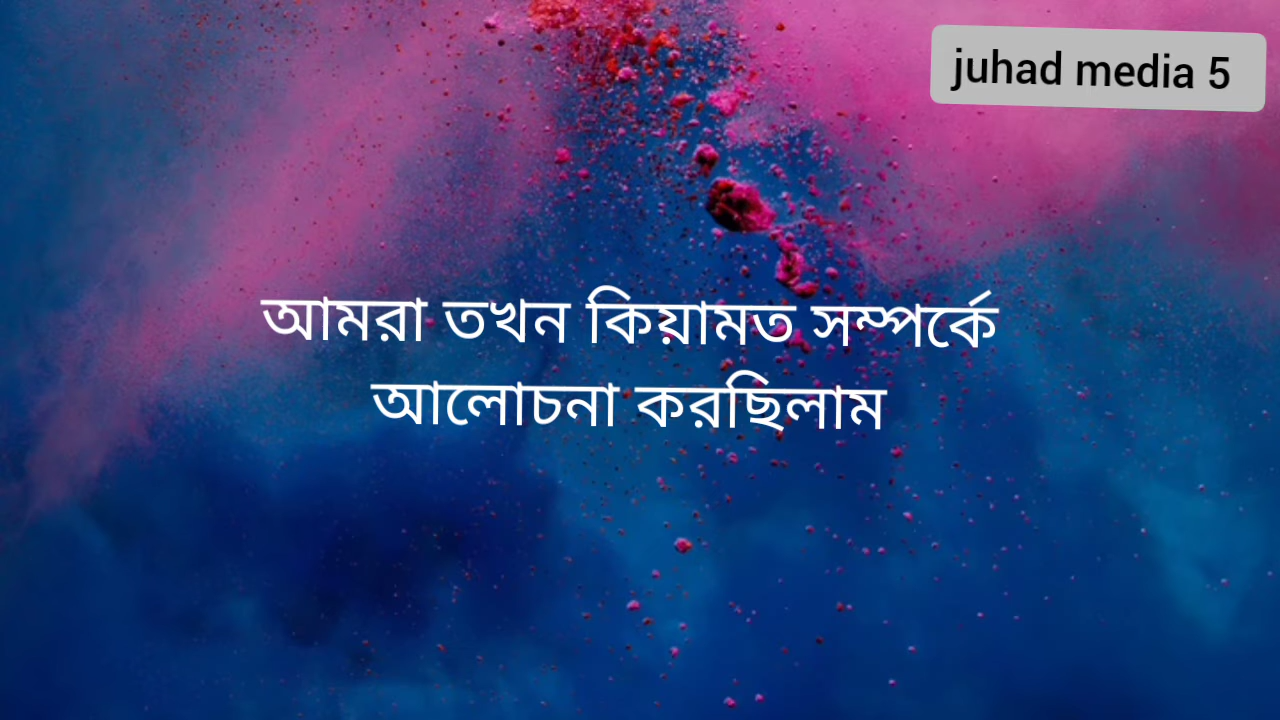 juhad media 5
আমরা তখন কিয়ামত সম্পর্কে
আলোচনা করছিলাম